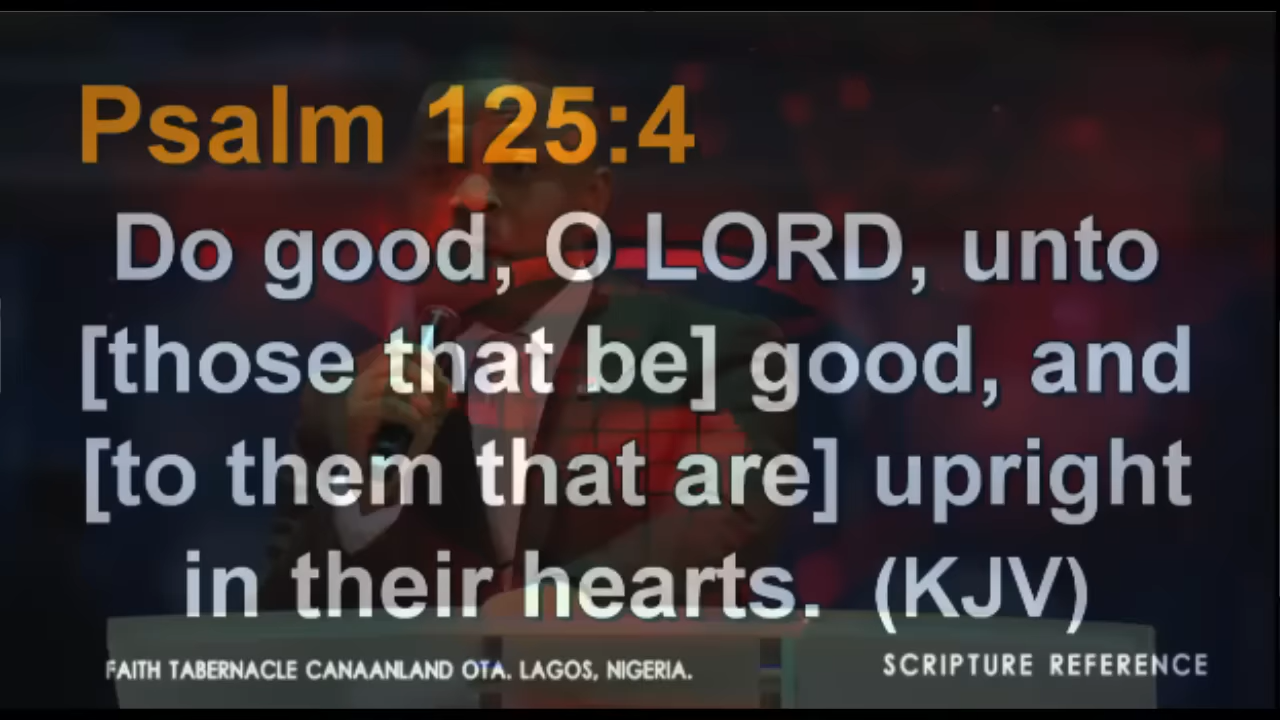 Psalm 125:4
Do good, O LORD, unto
[those that be] good, and
[to them that are] upright
in their hearts. (KJV)
FAITH TABERNACLE CANAANLAND OTA. LAGOS, NIGERIA.
SCRIPTURE REFERENCE